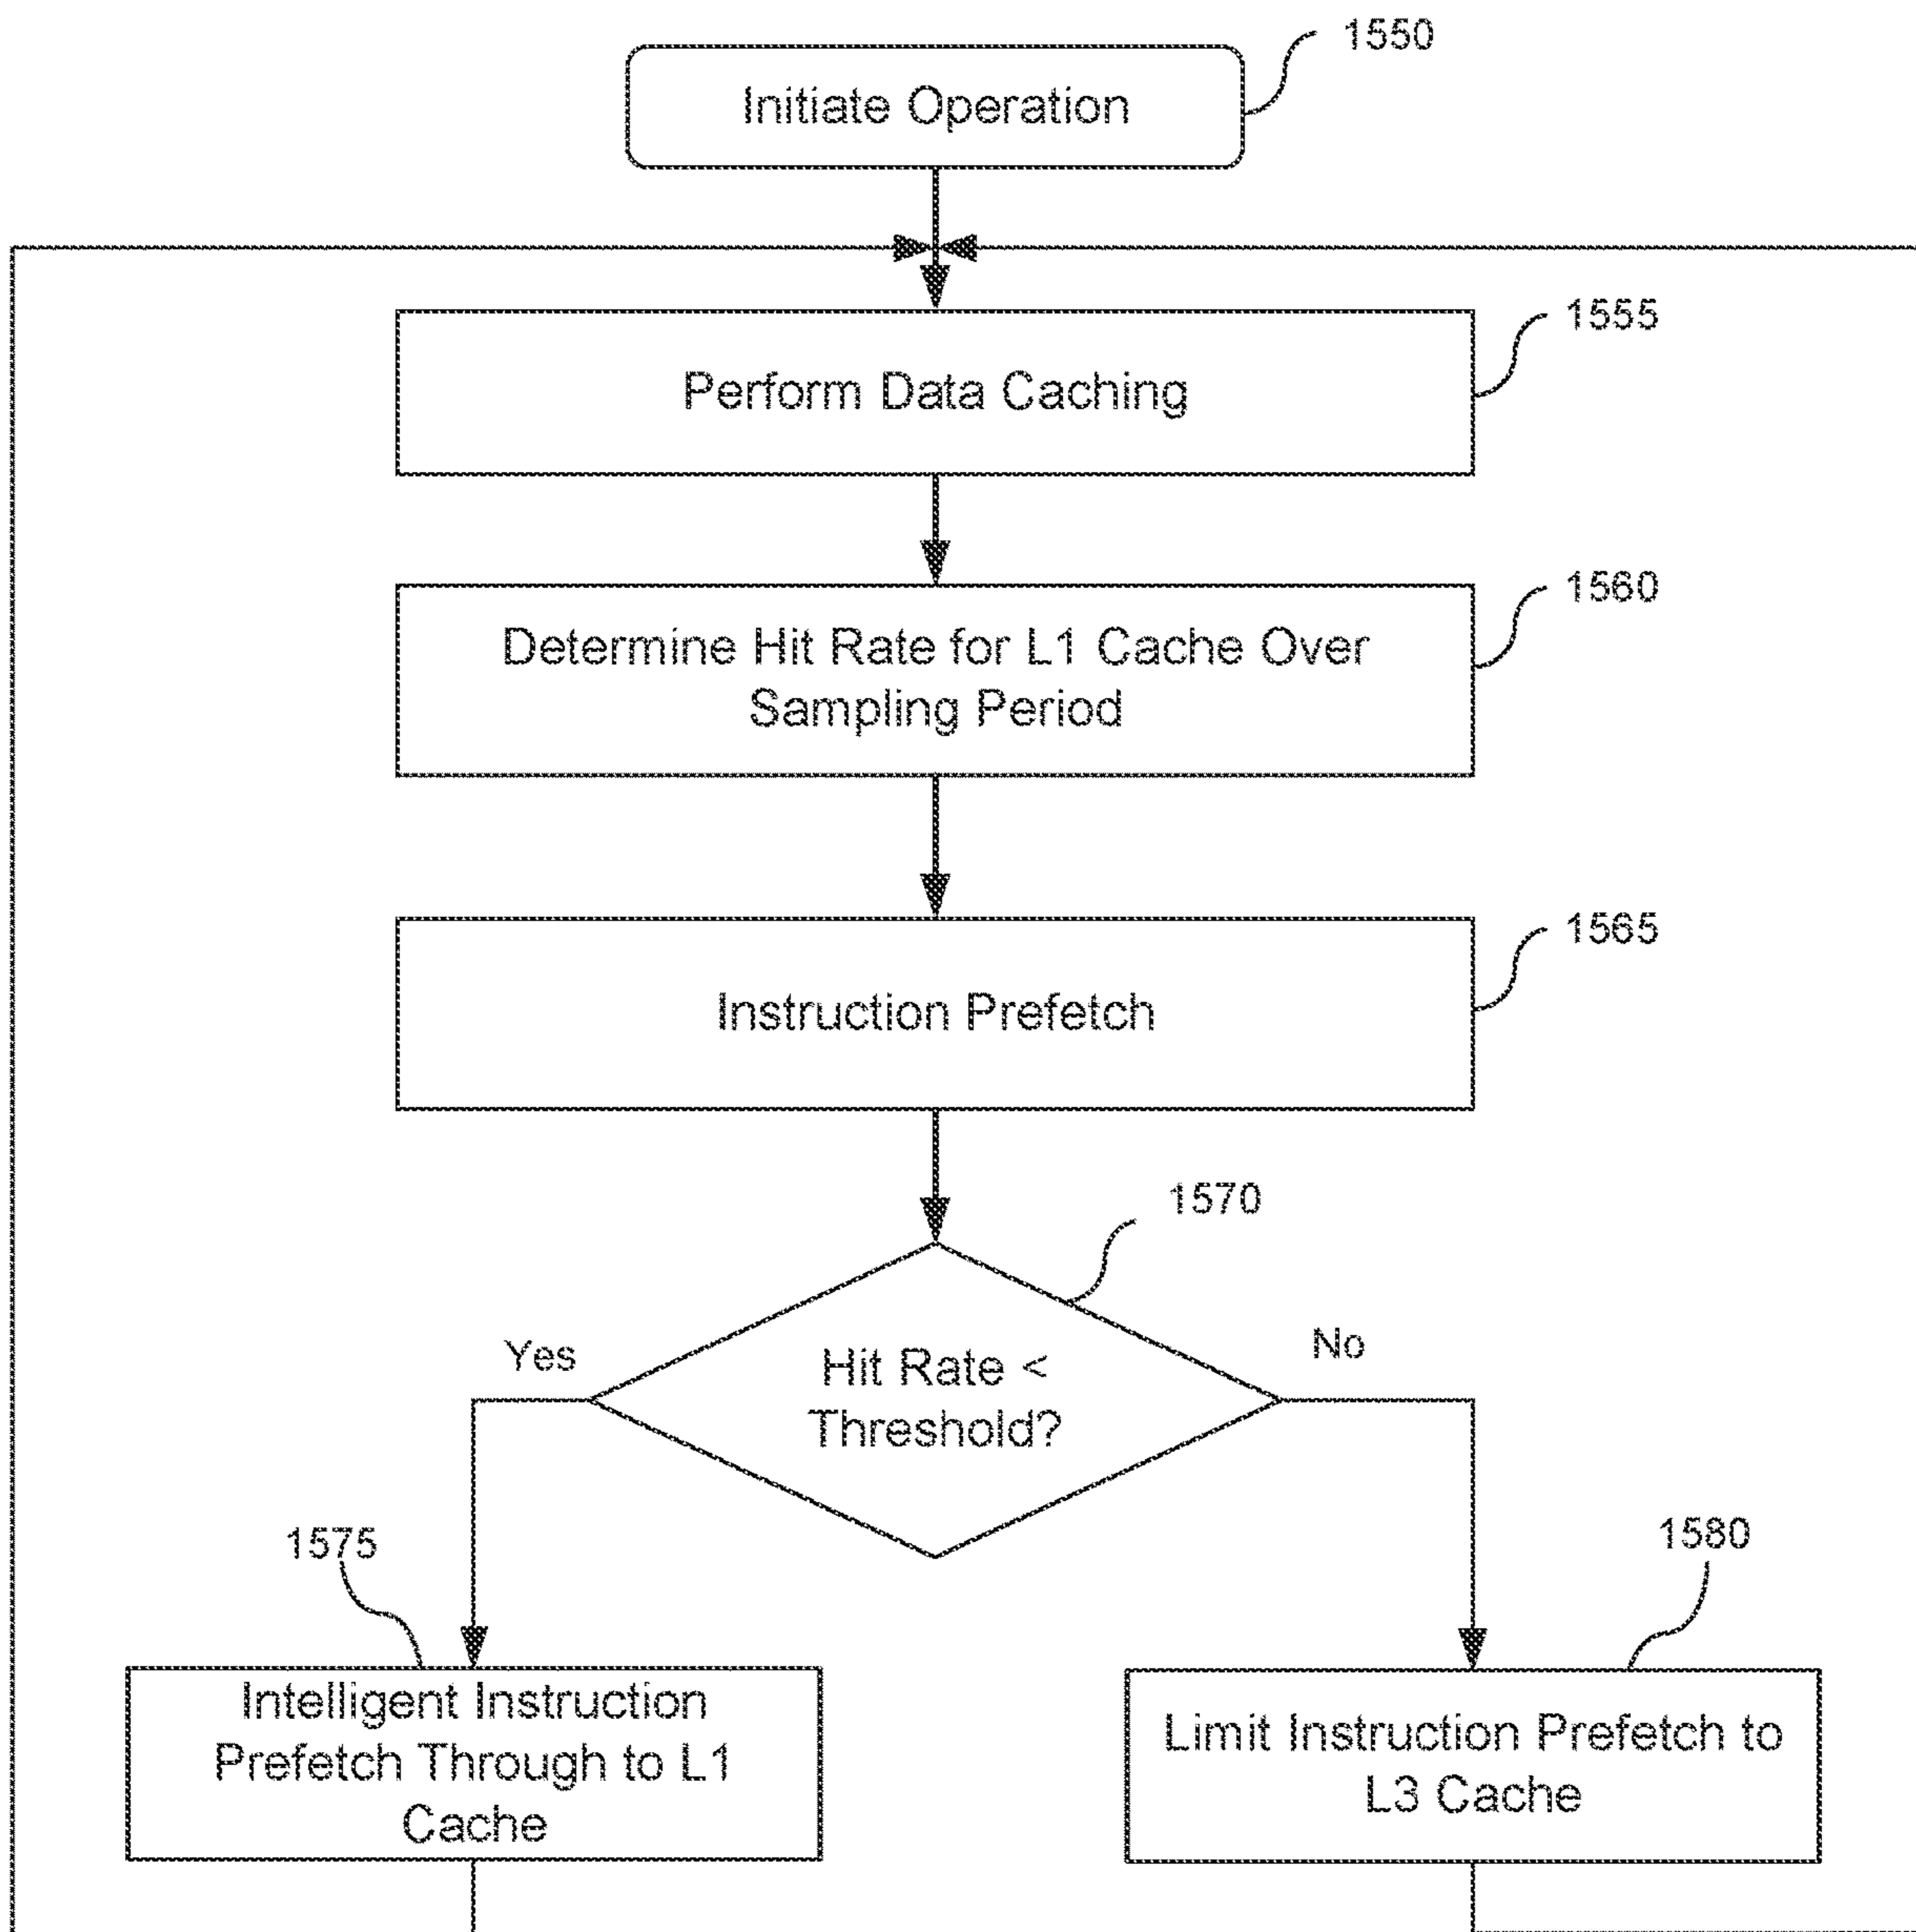 1550
Initiate Operation
1555
Perform Data Caching
1560
Determine Hit Rate for L1 Cache Over
Sampling Period
1565
Instruction Prefetch
1570
Yes
No
Hit Rate <
Threshold?
1575
1580
Intelligent Instruction
Prefetch Through to L1
Cache
Limit Instruction Prefetch to
L3 Cache